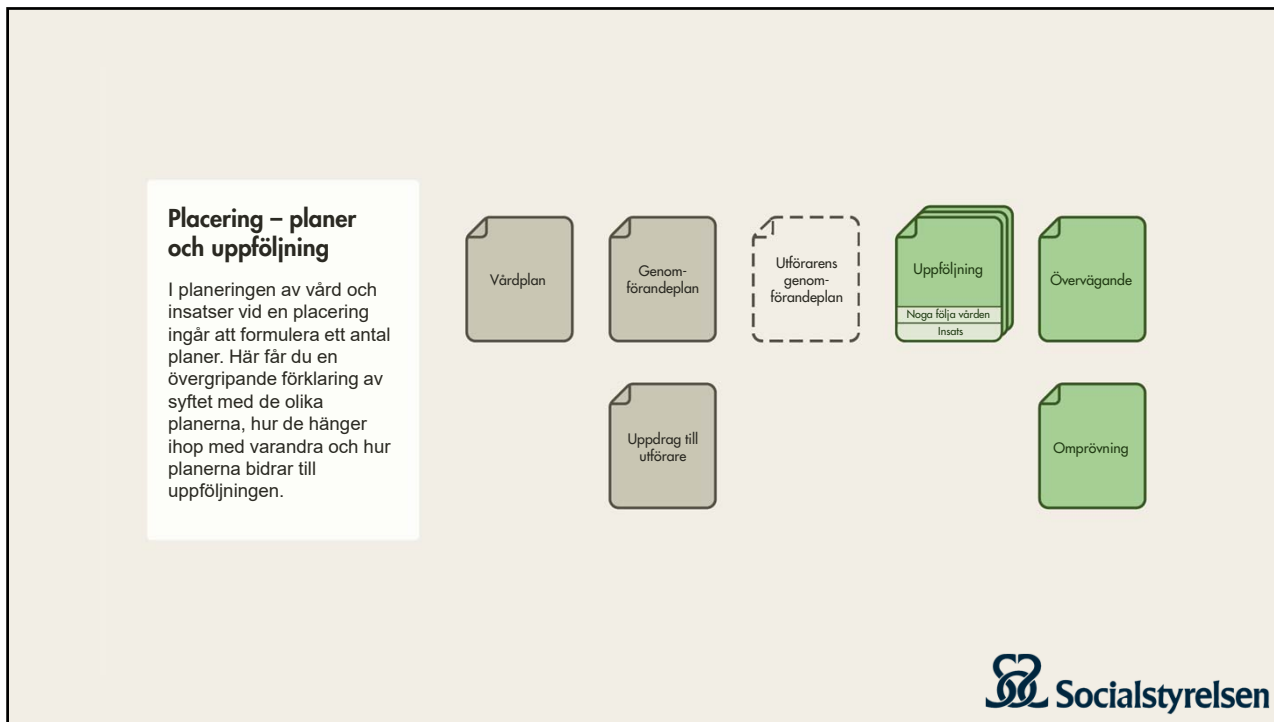 Placering – planer
och uppföljning
I planeringen av vård och
insatser vid en placering
ingår att formulera ett antal
planer. Här får du en
övergripande förklaring av
syftet med de olika
planerna, hur de hänger
ihop med varandra och hur
planerna bidrar till
uppföljningen.
Vårdplan
Genom-
förandeplan
Utförarens
genom-
förandeplan
Uppföljning
Noga följa vården
Insats
Övervägande
Uppdrag till
utförare
Omprövning
Socialstyrelsen